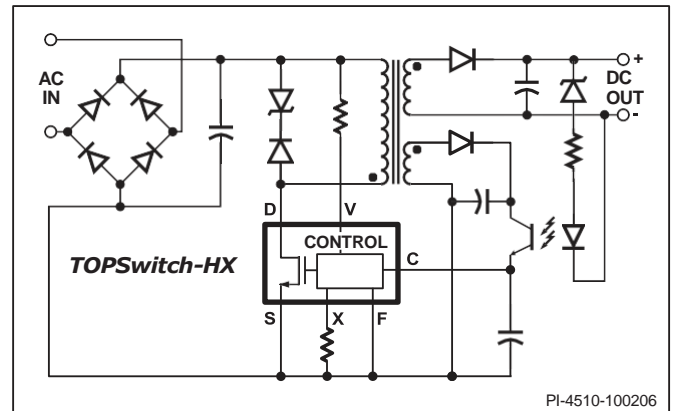 AC
IN
+
DC
OUT
-
D
V
CONTROL
TOPSwitch-HX
C
S
X
F
PI-4510-100206